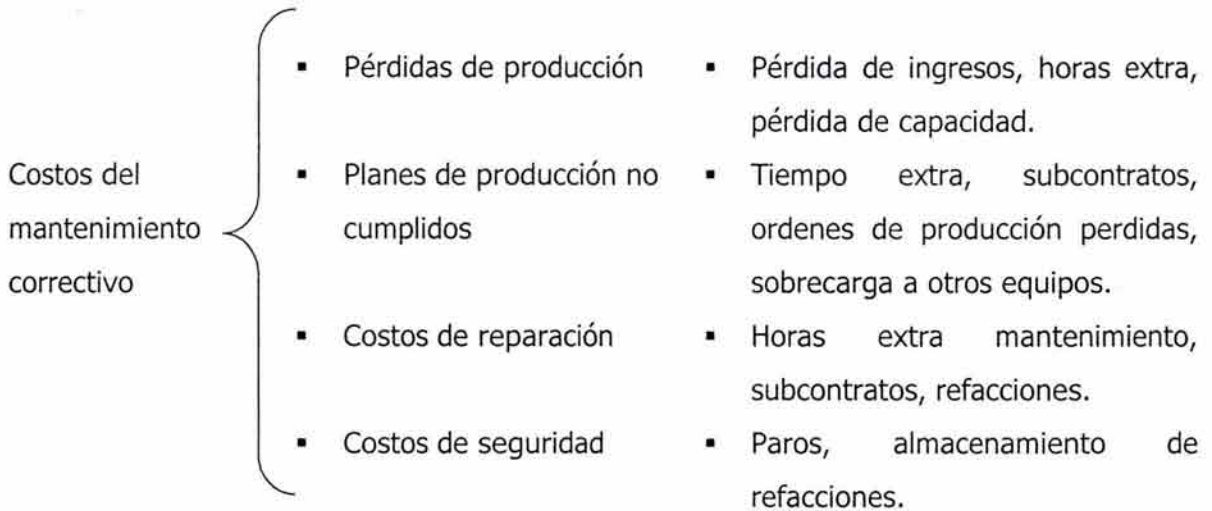 Costos del
mantenimiento
correctivo
▪ Pérdidas de producción
▪ Pérdida de ingresos, horas extra,
pérdida de capacidad.
▪ Planes de producción no
cumplidos
▪ Tiempo extra, subcontratos,
ordenes de producción perdidas,
sobrecarga a otros equipos.
▪ Costos de reparación
▪ Horas extra mantenimiento,
subcontratos, refacciones.
▪ Costos de seguridad
▪ Paros, almacenamiento de
refacciones.